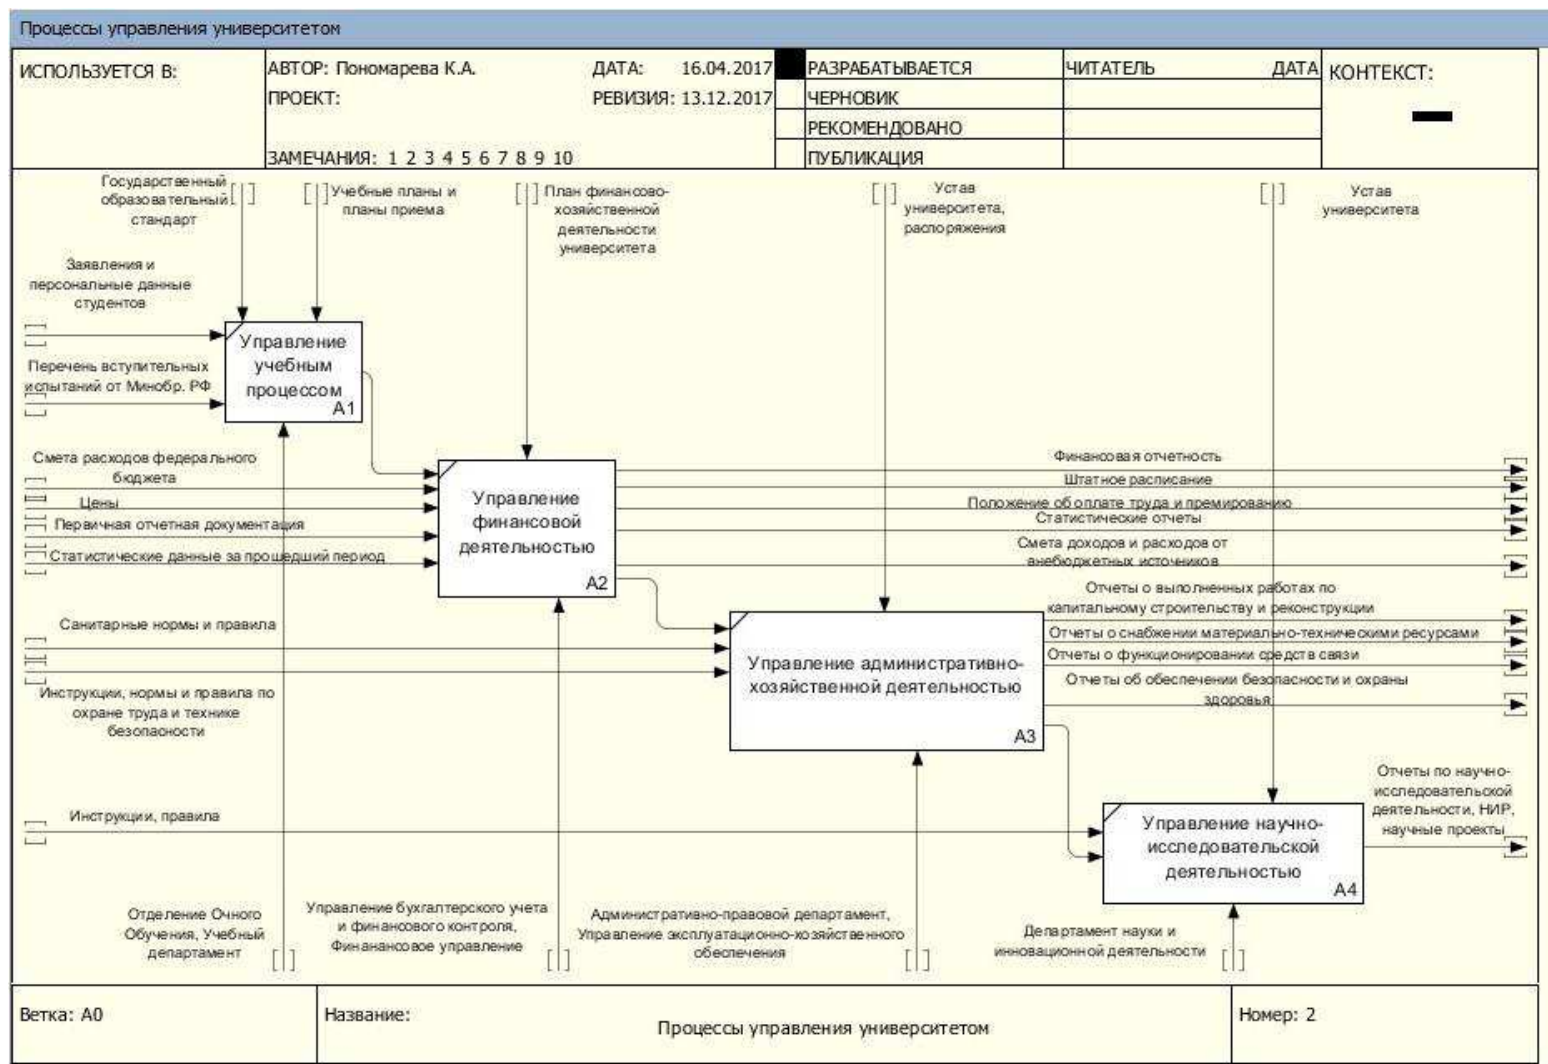 Процессы управления университетом
ИСПОЛЬЗУЕТСЯ В:
АВТОР: Пономарева К.А.
ДАТА: 16.04.2017
ПРОЕКТ:
РЕВИЗИЯ: 13.12.2017
ЗАМЕЧАНИЯ: 1 2 3 4 5 6 7 8 9 10
РАЗРАБАТЫВАЕТСЯ
ЧЕРНОВИК
РЕКОМЕНДОВАНО
ПУБЛИКАЦИЯ
ЧИТАТЕЛЬ
ДАТА
КОНТЕКСТ:
Государственный
образовательный
стандарт
Учебные планы и
планы приема
План финансово-
хозяйственной
деятельности
университета
Устав
университета,
распоряжения
Устав
университета
Заявления и
персональные данные
студентов
Перечень вступительных
испытаний от Минобр. РФ
Управление
учебным
процессом
A1
Смета расходов федерального
бюджета
Цены
Первичная отчетная документация
Статистические данные за прошедший период
Управление
финансовой
деятельностью
A2
Финансовая отчетность
Штатное расписание
Положение об оплате труда и премированию
Статистические отчеты
Смета доходов и расходов от
внебюджетных источников
Санитарные нормы и правила
Инструкции, нормы и правила по
охране труда и технике
безопасности
Управление административно-
хозяйственной деятельностью
A3
Отчеты о выполненных работах по
капитальному строительству и реконструкции
Отчеты о снабжении материально-техническими ресурсами
Отчеты о функционировании средств связи
Отчеты об обеспечении безопасности и охраны
здоровья
Инструкции, правила
Управление научно-
исследовательской
деятельностью
A4
Отчеты по научно-
исследовательской
деятельности, НИР,
научные проекты
Отделение Очного
Обучения, Учебный
департамент
Управление бухгалтерского учета
и финансового контроля,
Финанансовое управление
Административно-правовой департамент,
Управление эксплуатационно-хозяйственного
обеспечения
Департамент науки и
инновационной деятельности
Ветка: A0
Название:
Процессы управления университетом
Номер: 2